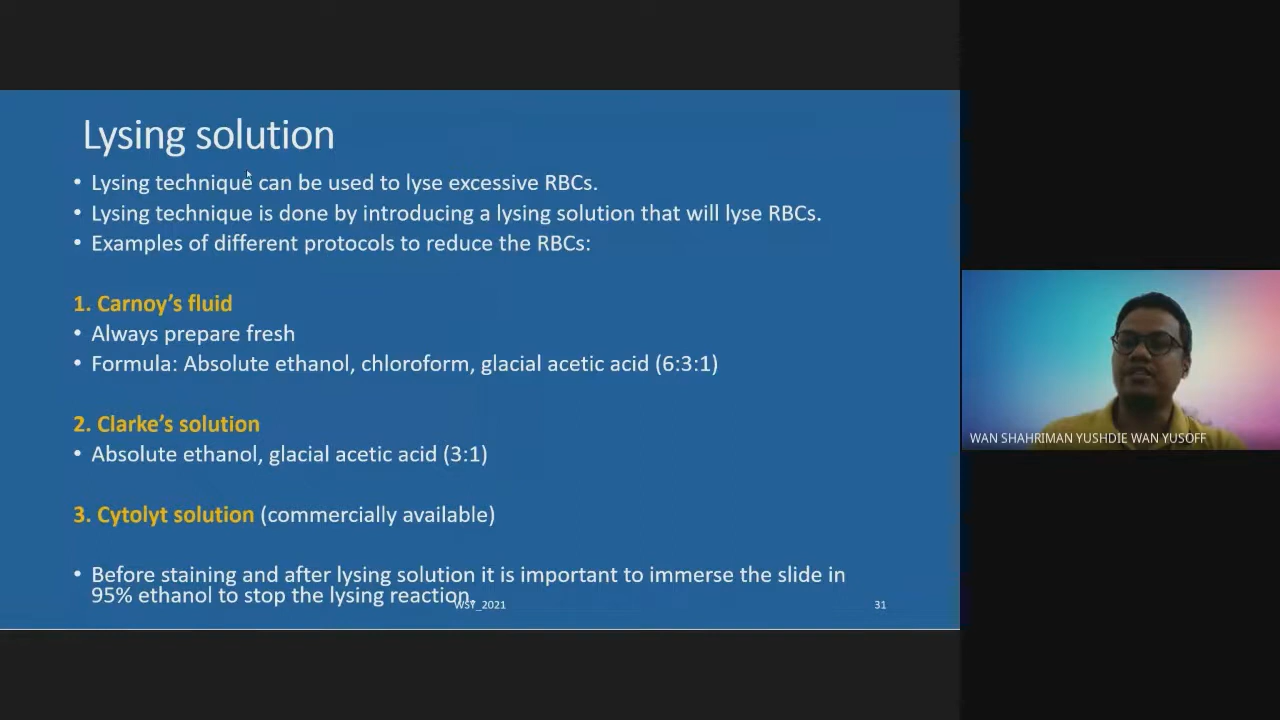 Lysing solution
• Lysing technique can be used to lyse excessive RBCs.
• Lysing technique is done by introducing a lysing solution that will lyse RBCs.
• Examples of different protocols to reduce the RBCs:
1. Carnoy's fluid
• Always prepare fresh
• Formula: Absolute ethanol, chloroform, glacial acetic acid (6:3:1)
2. Clarke's solution
• Absolute ethanol, glacial acetic acid (3:1)
3. Cytolyt solution (commercially available)
• Before staining and after lysing solution it is important to immerse the slide in
95% ethanol to stop the lysing reaction.
WSY_2021
31
WAN SHAHRIMAN YUSHDIE WAN YUSOFF